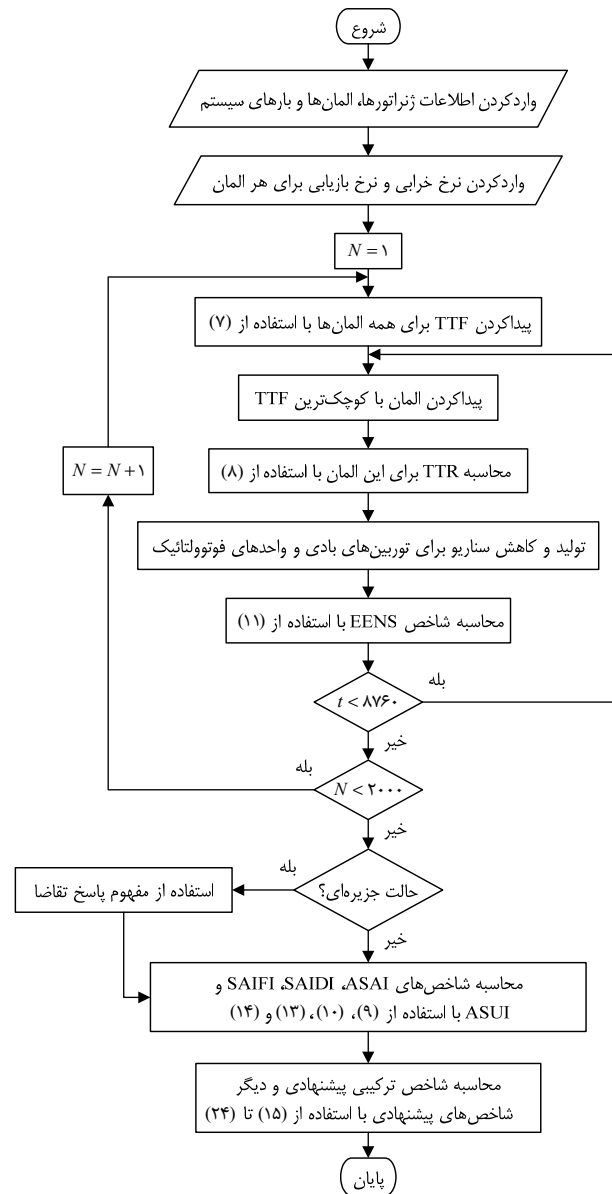 شروع
واردکردن اطلاعات ژنراتورها، المان‌ها و بارهای سیستم
واردکردن نرخ خرابی و نرخ بازیابی برای هر المان
N = ۱
پیداکردن TTF برای همه المان‌ها با استفاده از (۷)
پیداکردن المان با کوچک‌ترین TTF
N = N + ۱
محاسبه TTR برای این المان با استفاده از (۸)
تولید و کاهش سناریو برای توربین‌های بادی و واحدهای فوتوولتائیک
محاسبه شاخص EENS با استفاده از (۱۱)
t < ۸۷۶۰
بله
خیر
N < ۲۰۰۰
بله
خیر
حالت جزیره‌ای؟
بله
استفاده از مفهوم پاسخ تقاضا
خیر
محاسبه شاخص‌های SAIFI ،SAIDI ،ASAI و
ASUI با استفاده از (۹)، (۱۰)، (۱۳) و (۱۴)
محاسبه شاخص ترکیبی پیشنهادی و دیگر
شاخص‌های پیشنهادی با استفاده از (۱۵) تا (۲۴)
پایان